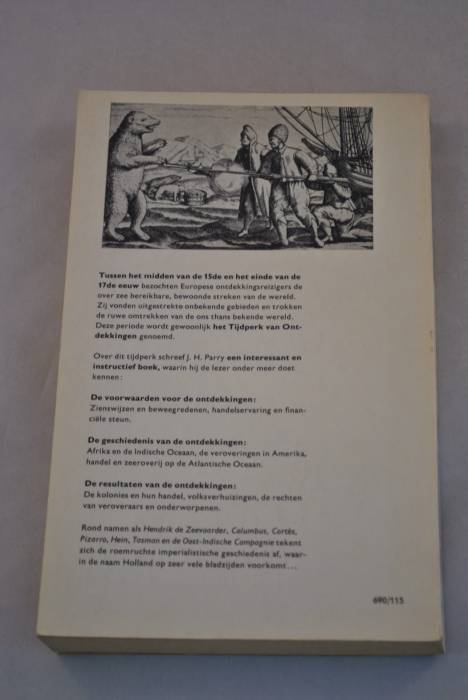 Tussen het midden van de 15de en het einde van de
17de eeuw bezochten Europese ontdekkingsreizigers de
over zee bereikbare, bewoonde streken van de wereld.
Zij vonden uitgestrekte onbekende gebieden en trokken
de ruwe omtrekken van de ons thans bekende wereld.
Deze periode wordt gewoonlijk het Tijdperk van Ont-
dekkingen genoemd.
Over dit tijdperk schreef J. H. Parry een interessant en
instructief boek, waarin hij de lezer onder meer doet
kennen:
De voorwaarden voor de ontdekkingen:
Zienswijzen en beweegredenen, handelservaring en finan-
ciële steun.
De geschiedenis van de ontdekkingen:
Afrika en de Indische Oceaan, de veroveringen in Amerika,
handel en zeeroverij op de Atlantische Oceaan.
De resultaten van de ontdekkingen:
De kolonies en hun handel, volksverhuizingen, de rechten
van veroveraars en onderworpenen.
Rond namen als Hendrik de Zeevaarder, Columbus, Cortés,
Pizarro, Hein, Tasman en de Oost-Indische Compagnie tekent
zich de roemruchte imperialistische geschiedenis af, waar-
in de naam Holland op zeer vele bladzijden voorkomt...
690/115